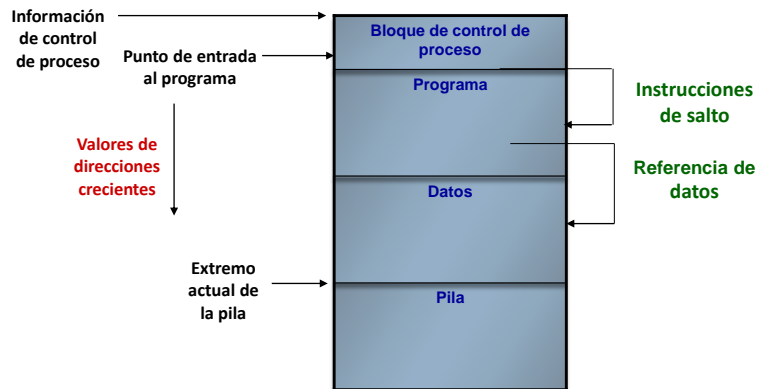 Información
de control
de proceso
Punto de entrada
al programa
Valores de
direcciones
crecientes
Extremo
actual de
la pila
Bloque de control de
proceso
Programa
Datos
Pila
Instrucciones
de salto
Referencia de
datos